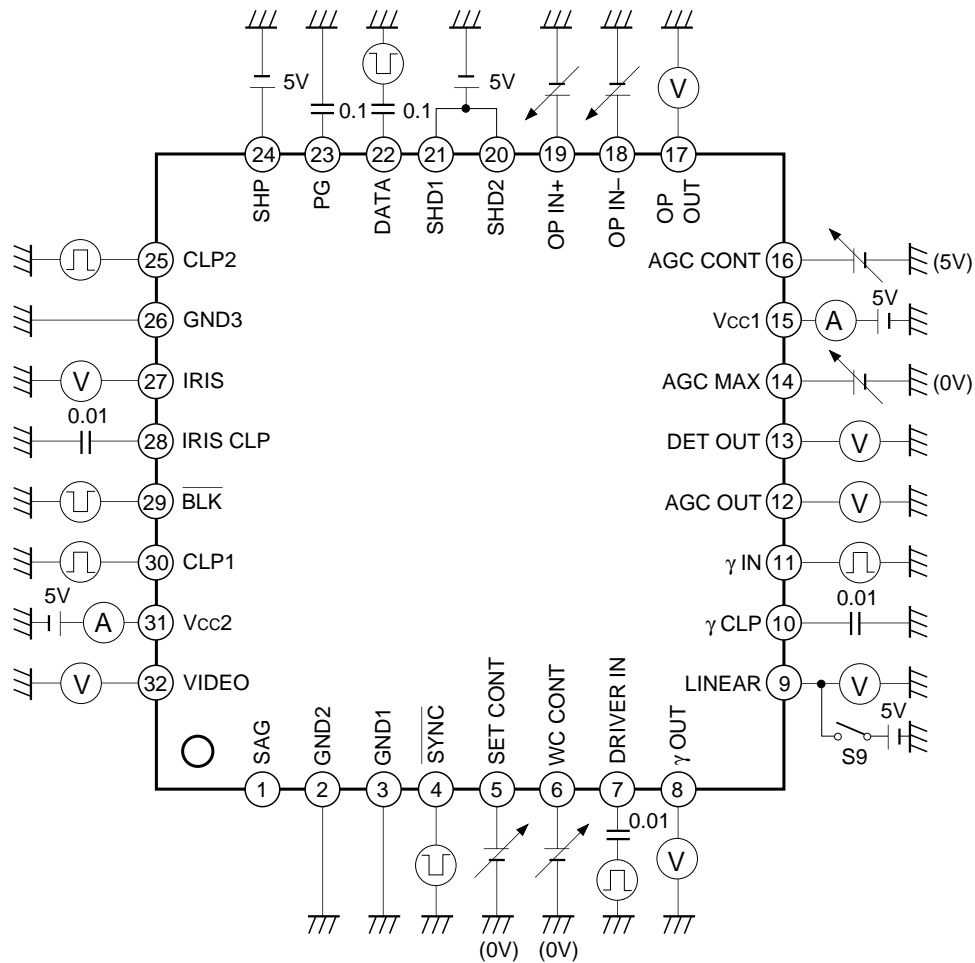 5V
0.1
0.1
5V
V
24
23
22
21
20
19
18
17
SHP
PG
DATA
SHD1
SHD2
OP IN+
OP IN–
OP OUT
25 CLP2
26 GND3
V 27 IRIS
0.01
28 IRIS CLP
29 BLK
30 CLP1
5V
A 31 Vcc2
V 32 VIDEO
AGC CONT 16 (5V)
Vcc1 15 A 5V
AGC MAX 14 (0V)
DET OUT 13 V
AGC OUT 12 V
γ IN 11
0.01
γ CLP 10
LINEAR 9 V
5V
S9
SAG
GND2
GND1
SYNC
SET CONT
WC CONT
DRIVER IN
γ OUT
1
2
3
4
5
6
7
8
0.01
V
(0V)
(0V)